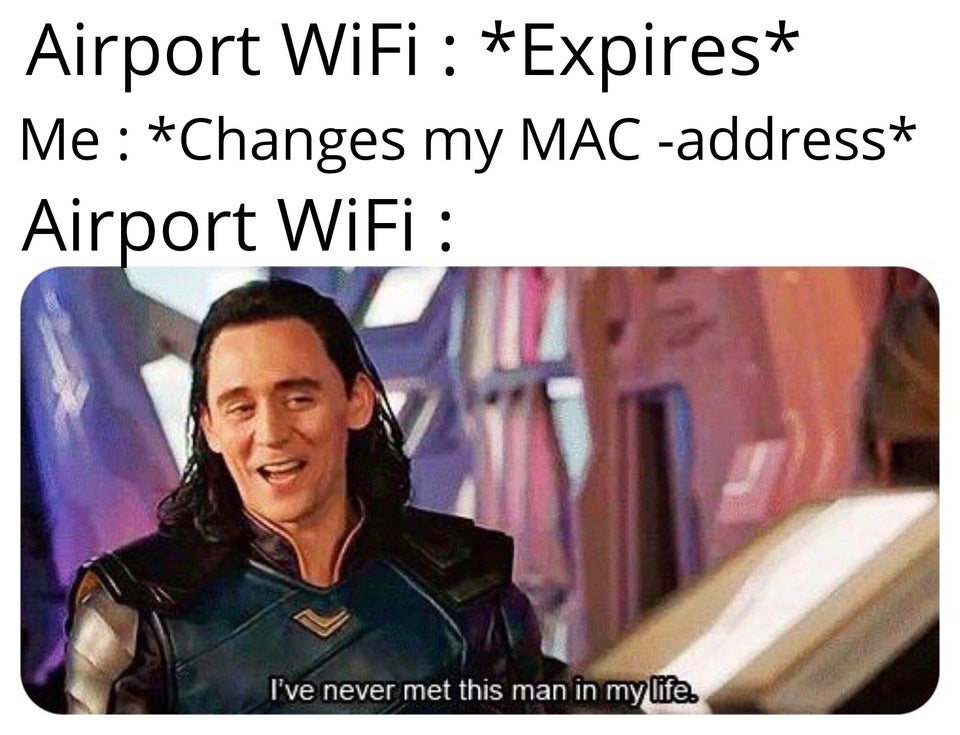 Airport WiFi : *Expires*
Me : *Changes my MAC -address*
Airport WiFi :
I've never met this man in my life.